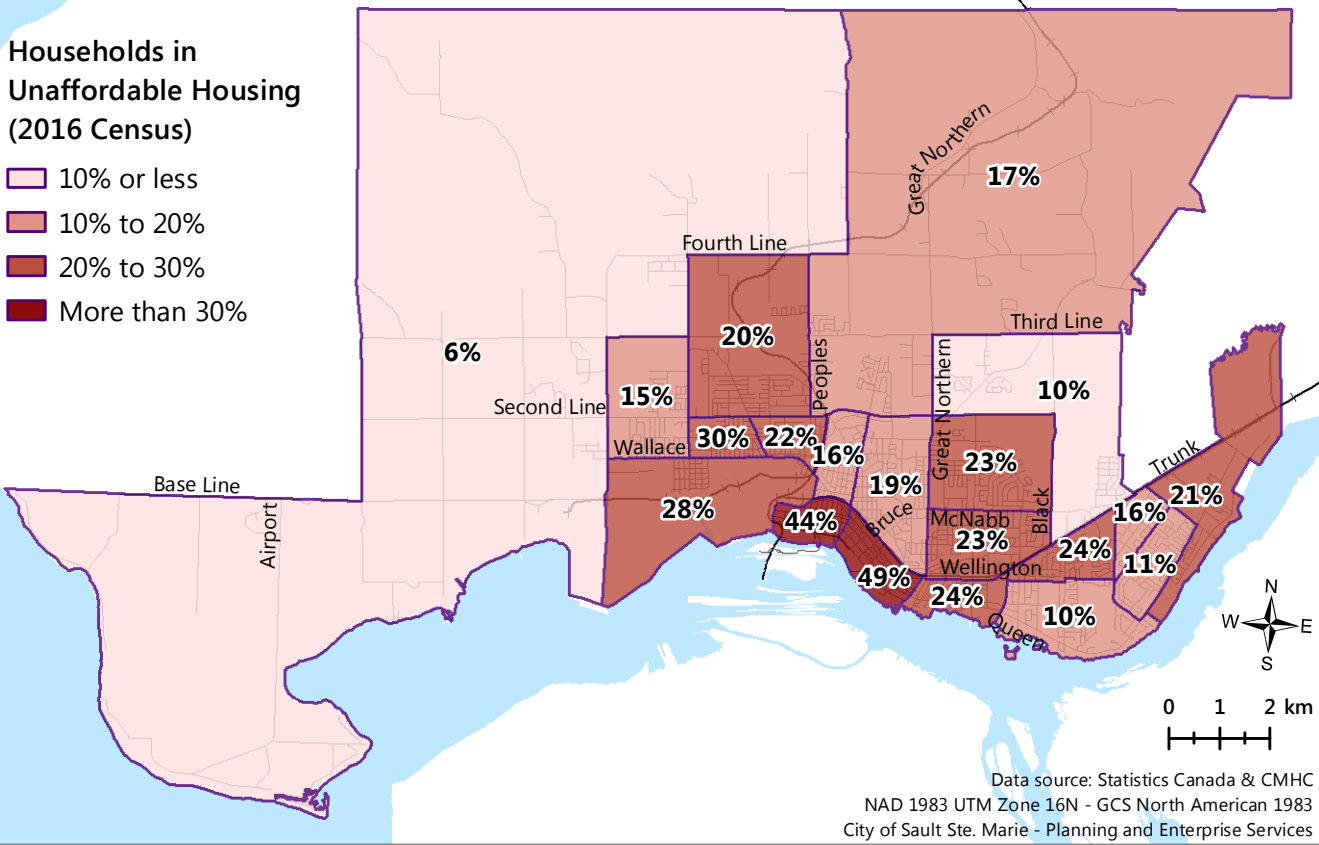 Households in
Unaffordable Housing
(2016 Census)
10% or less
10% to 20%
20% to 30%
More than 30%
Great Northern
17%
Fourth Line
Third Line
20%
6%
Peoples
Great Northern
15%
10%
Second Line
Wallace
30%
22%
16%
23%
Trunk
Base Line
19%
21%
Airport
28%
44%
Bruce
McNabb
Black
16%
23%
24%
11%
Wellington
49%
24%
10%
Queen
N
W
E
S
0 1 2 km
Data source: Statistics Canada & CMHC
NAD 1983 UTM Zone 16N - GCS North American 1983
City of Sault Ste. Marie - Planning and Enterprise Services